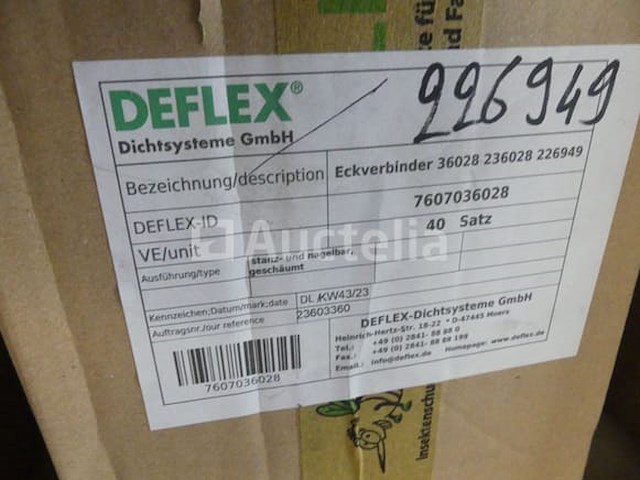 226949
DEFLEX®
Dichtsysteme GmbH
Bezeichnung/description Eckverbinder 36028 236028 226949
DEFLEX-ID 7607036028
VE/unit 40 Satz
Ausführung/type stanz- und nagelbar,
geschäumt
Kennzeichen;Datum/mark;date DL;KW43/23
Auftragsnr./our reference 23603360
7607036028
DEFLEX-Dichtsysteme GmbH
Heinrich-Hertz-Str. 18-22 * D-47445 Moers
Tel.: +49 (0) 2841- 88 88 0
Fax.: +49 (0) 2841- 88 88 199
Email: info@deflex.de Homepage: www.deflex.de
Auctelia
insektenschu